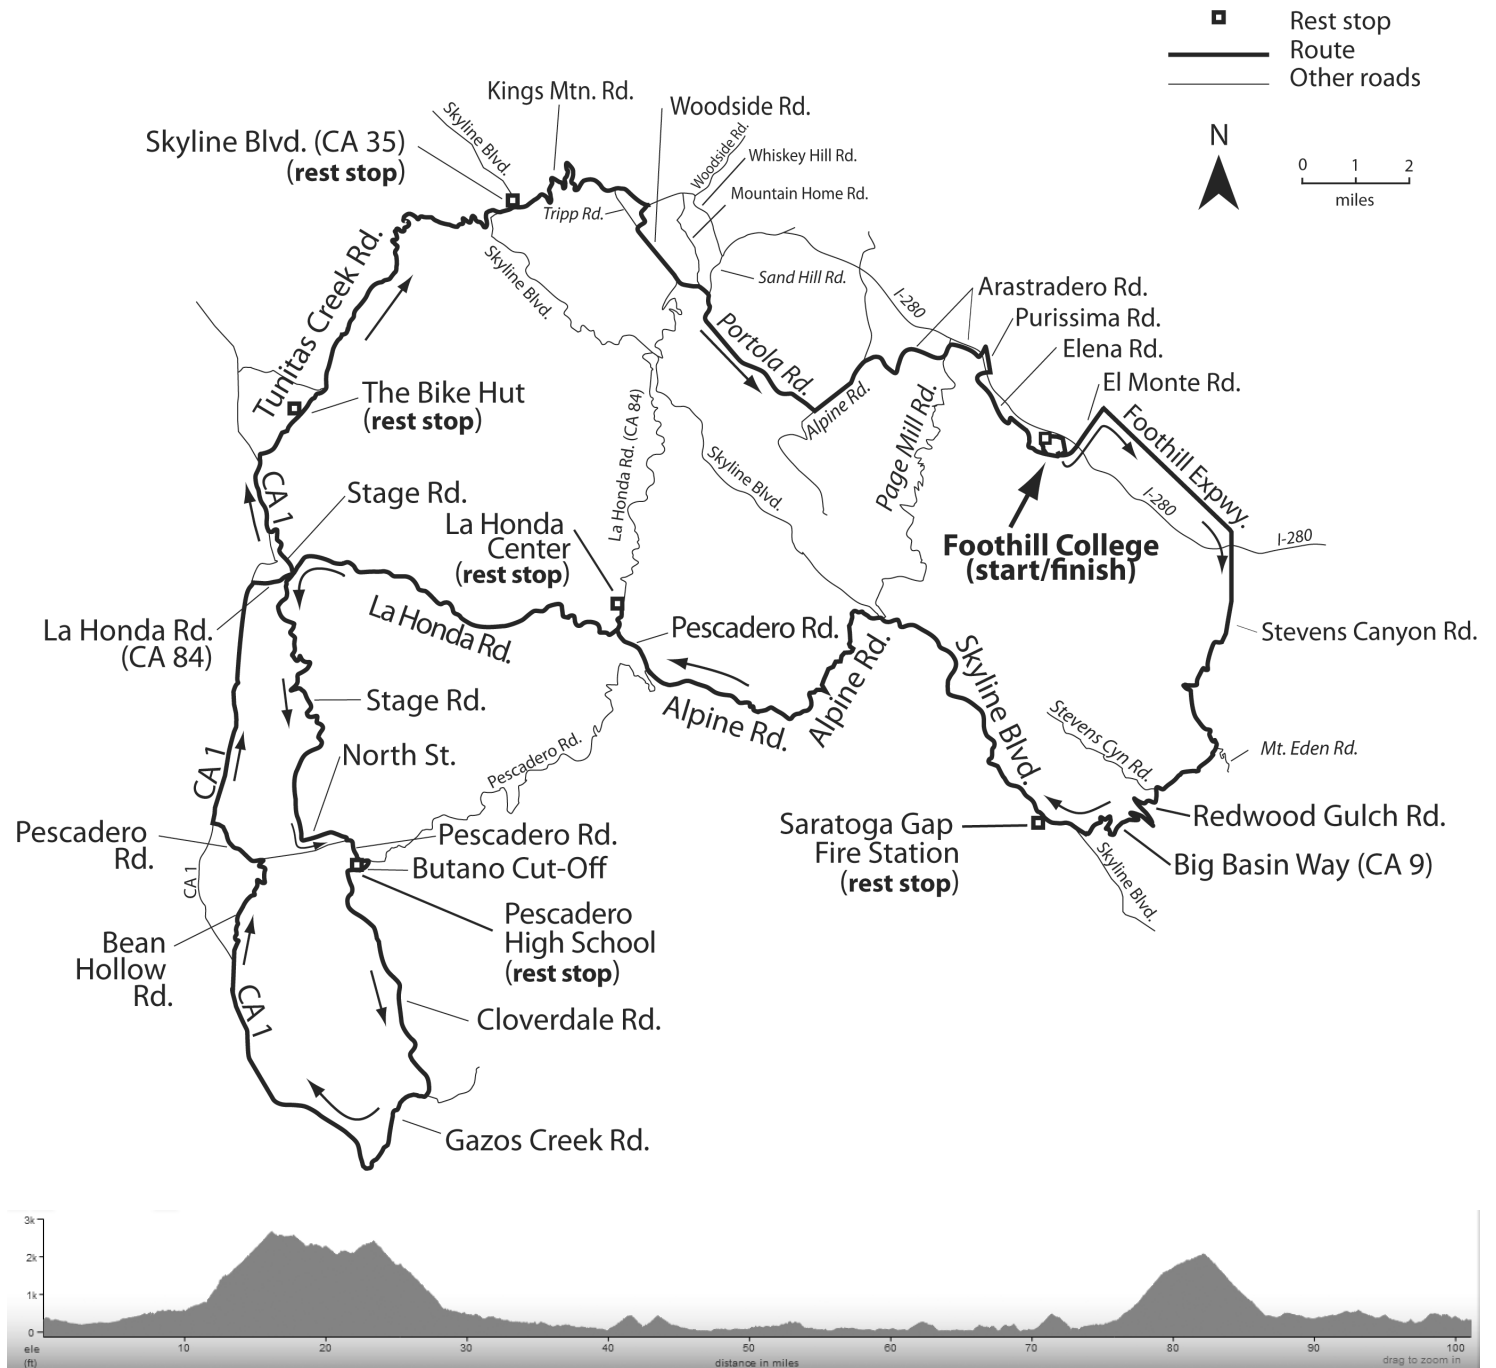 Rest stop
Route
Other roads
N
0 1 2
miles
Kings Mtn. Rd.
Woodside Rd.
Skyline Blvd.
Skyline Blvd. (CA 35)
(rest stop)
Woodside Rd.
Whiskey Hill Rd.
Mountain Home Rd.
Tripp Rd.
Skyline Blvd.
Sand Hill Rd.
I-280
Arastradero Rd.
Purissima Rd.
Elena Rd.
El Monte Rd.
Tunitas Creek Rd.
Portola Rd.
The Bike Hut
(rest stop)
La Honda Rd. (CA 84)
Alpine Rd.
Page Mill Rd.
Foothill Expwy.
Skyline Blvd.
I-280
I-280
CA 1
Stage Rd.
La Honda
Center
(rest stop)
Foothill College
(start/finish)
La Honda Rd.
(CA 84)
La Honda Rd.
Pescadero Rd.
Stevens Canyon Rd.
Stage Rd.
Alpine Rd.
Alpine Rd.
Skyline Blvd.
Stevens Cyn Rd.
Mt. Eden Rd.
North St.
Pescadero Rd.
CA 1
Pescadero
Rd.
Pescadero Rd.
Butano Cut-Off
Saratoga Gap
Fire Station
(rest stop)
Redwood Gulch Rd.
Big Basin Way (CA 9)
Skyline Blvd.
CA 1
Bean
Hollow
Rd.
Pescadero
High School
(rest stop)
CA 1
Cloverdale Rd.
Gazos Creek Rd.
3k
2k
1k
0
ele
(ft)
10 20 30 40 50 60 70 80 90 100
distance in miles
drag to zoom in